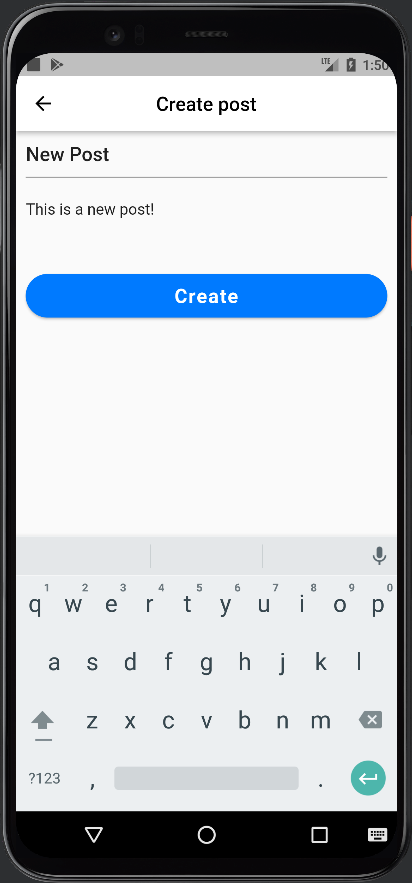 LTE 1:50
Create post
New Post
This is a new post!
Create
1 2 3 4 5 6 7 8 9 0
q w e r t y u i o p
a s d f g h j k l
z x c v b n m
?123 , .